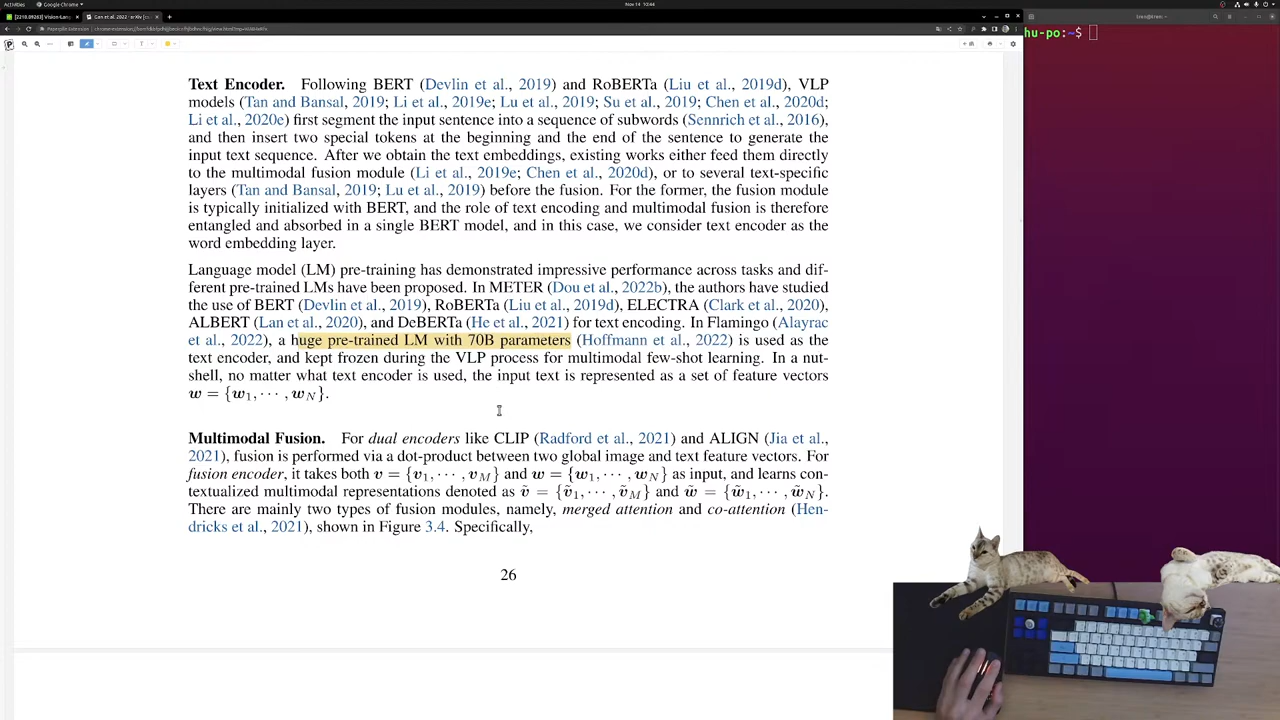 Activities
Google Chrome
Nov 14 10:44
Text Encoder. Following BERT (Devlin et al., 2019) and RoBERTa (Liu et al., 2019d), VLP
models (Tan and Bansal, 2019; Li et al., 2019e; Lu et al., 2019; Su et al., 2019; Chen et al., 2020d;
Li et al., 2020e) first segment the input sentence into a sequence of subwords (Sennrich et al., 2016),
and then insert two special tokens at the beginning and the end of the sentence to generate the
input text sequence. After we obtain the text embeddings, existing works either feed them directly
to the multimodal fusion module (Li et al., 2019e; Chen et al., 2020d), or to several text-specific
layers (Tan and Bansal, 2019; Lu et al., 2019) before the fusion. For the former, the fusion module
is typically initialized with BERT, and the role of text encoding and multimodal fusion is therefore
entangled and absorbed in a single BERT model, and in this case, we consider text encoder as the
word embedding layer.
Language model (LM) pre-training has demonstrated impressive performance across tasks and dif-
ferent pre-trained LMs have been proposed. In METER (Dou et al., 2022b), the authors have studied
the use of BERT (Devlin et al., 2019), RoBERTa (Liu et al., 2019d), ELECTRA (Clark et al., 2020),
ALBERT (Lan et al., 2020), and DeBERTa (He et al., 2021) for text encoding. In Flamingo (Alayrac
et al., 2022), a huge pre-trained LM with 70B parameters (Hoffmann et al., 2022) is used as the
text encoder, and kept frozen during the VLP process for multimodal few-shot learning. In a nut-
shell, no matter what text encoder is used, the input text is represented as a set of feature vectors
w = {w1, · · · , wN}.
Multimodal Fusion. For dual encoders like CLIP (Radford et al., 2021) and ALIGN (Jia et al.,
2021), fusion is performed via a dot-product between two global image and text feature vectors. For
fusion encoder, it takes both v = {v1, · · · , vM} and w = {w1, · · · , wN} as input, and learns con-
textualized multimodal representations denoted as ṽ = {ṽ1, · · · , ṽM} and w̃ = {w̃1, · · · , w̃N}.
There are mainly two types of fusion modules, namely, merged attention and co-attention (Hen-
dricks et al., 2021), shown in Figure 3.4. Specifically,
26
hu-po:~$